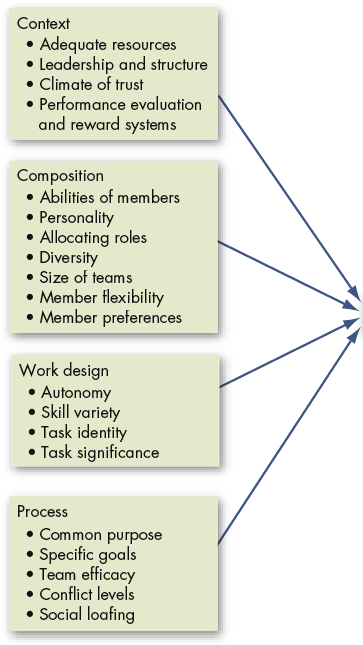 Context
• Adequate resources
• Leadership and structure
• Climate of trust
• Performance evaluation
and reward systems
Composition
• Abilities of members
• Personality
• Allocating roles
• Diversity
• Size of teams
• Member flexibility
• Member preferences
Work design
• Autonomy
• Skill variety
• Task identity
• Task significance
Process
• Common purpose
• Specific goals
• Team efficacy
• Conflict levels
• Social loafing